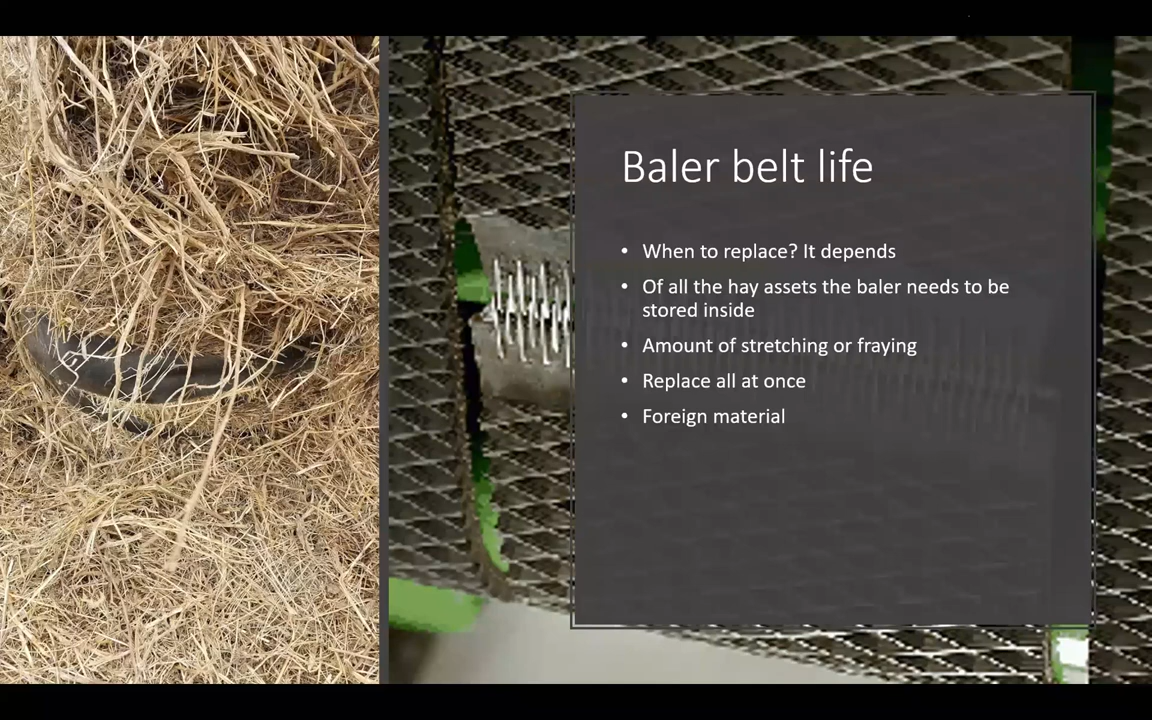 Baler belt life
• When to replace? It depends
• Of all the hay assets the baler needs to be
stored inside
• Amount of stretching or fraying
• Replace all at once
• Foreign material